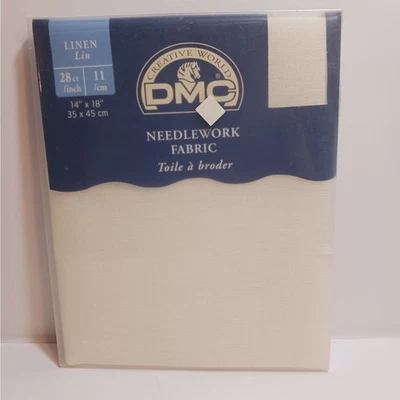 LINEN
Lin
28 ct 11
/inch /cm
14" x 18"
35 x 45 cm
CREATIVE WORLD
DMC
NEEDLEWORK
FABRIC
Toile à broder